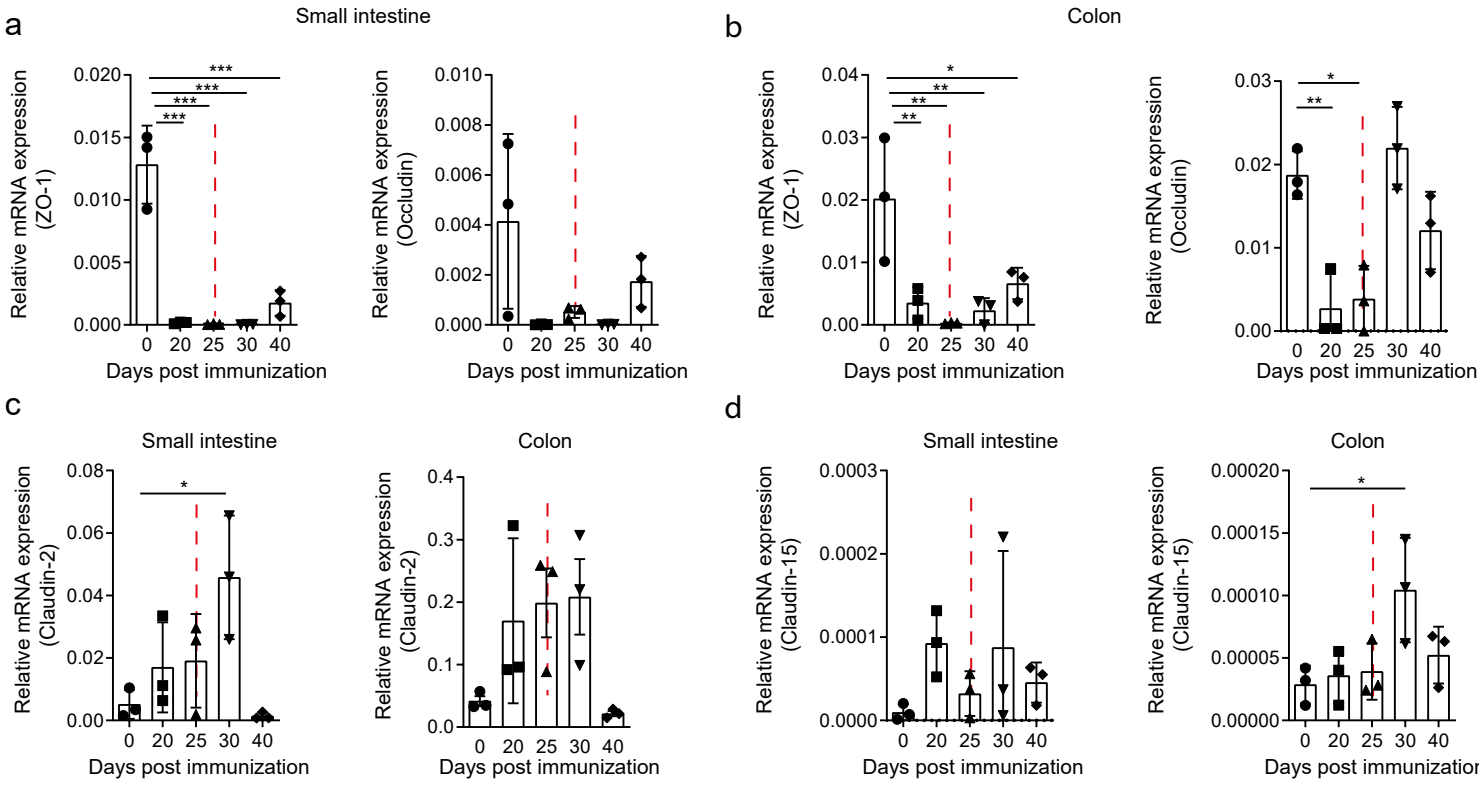 a
Small intestine
b
Colon
Relative mRNA expression
(ZO-1)
0.020
0.015
0.010
0.005
0.000
***
***
***
***
0 20 25 30 40
Days post immunization
Relative mRNA expression
(Occludin)
0.010
0.008
0.006
0.004
0.002
0.000
0 20 25 30 40
Days post immunization
Relative mRNA expression
(ZO-1)
0.04
0.03
0.02
0.01
0.00
*
**
**
**
0 20 25 30 40
Days post immunization
Relative mRNA expression
(Occludin)
0.03
0.02
0.01
0.00
*
**
0 20 25 30 40
Days post immunization
c
Small intestine
Relative mRNA expression
(Claudin-2)
0.08
0.06
0.04
0.02
0.00
*
0 20 25 30 40
Days post immunization
Colon
Relative mRNA expression
(Claudin-2)
0.4
0.3
0.2
0.1
0.0
0 20 25 30 40
Days post immunization
d
Small intestine
Relative mRNA expression
(Claudin-15)
0.0003
0.0002
0.0001
0.0000
0 20 25 30 40
Days post immunization
Colon
Relative mRNA expression
(Claudin-15)
0.00020
0.00015
0.00010
0.00005
0.00000
*
0 20 25 30 40
Days post immunization